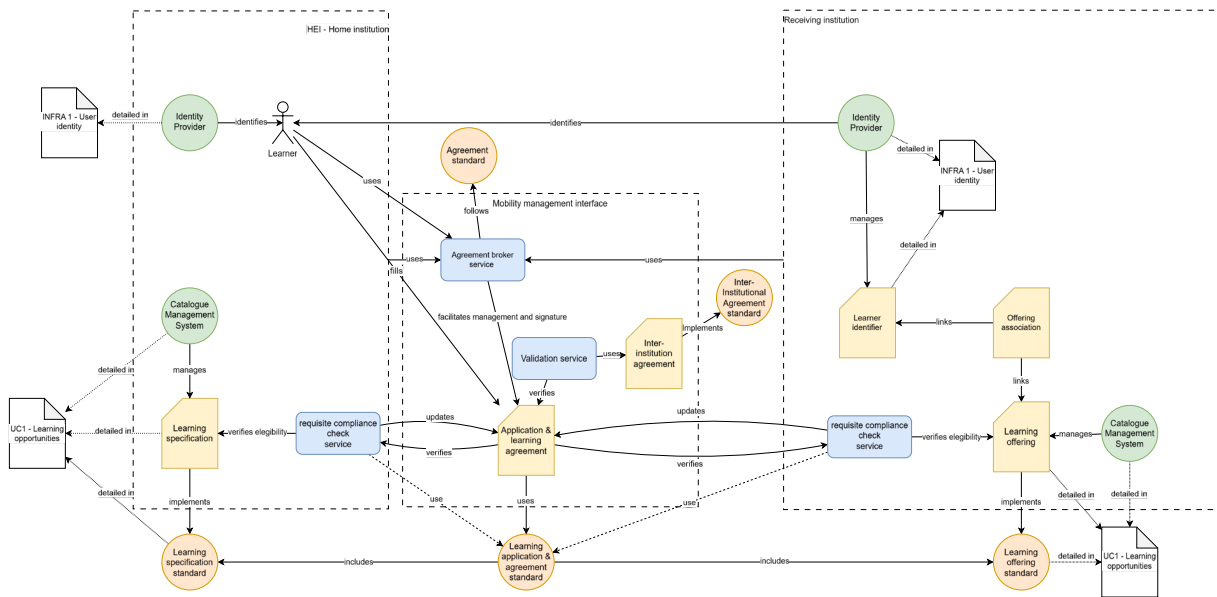 HEI - Home institution
Receiving institution
INFRA 1 - User
identity
detailed in
Identity
Provider
identifies
Learner
identifies
Identity
Provider
detailed in
INFRA 1 - User
identity
Agreement
standard
uses
follows
Mobility management interface
manages
detailed in
Agreement broker
service
uses
fills
uses
Inter-
Institutional
Agreement
standard
Catalogue
Management
System
facilitates management and signature
Implements
Learner
identifier
links
Offering
association
Validation service
uses
Inter-
institution
agreement
detailed in
manages
verifies
links
UC1 - Learning
opportunities
detailed in
Learning
specification
verifies elegibility
requisite compliance
check
service
updates
verifies
Application &
learning
agreement
updates
verifies
requisite compliance
check
service
verifies elegibility
Learning
offering
manages
Catalogue
Management
System
detailed in
implements
use
uses
use
implements
detailed in
detailed in
Learning
specification
standard
includes
Learning
application &
agreement
standard
includes
Learning
offering
standard
detailed in
UC1 - Learning
opportunities